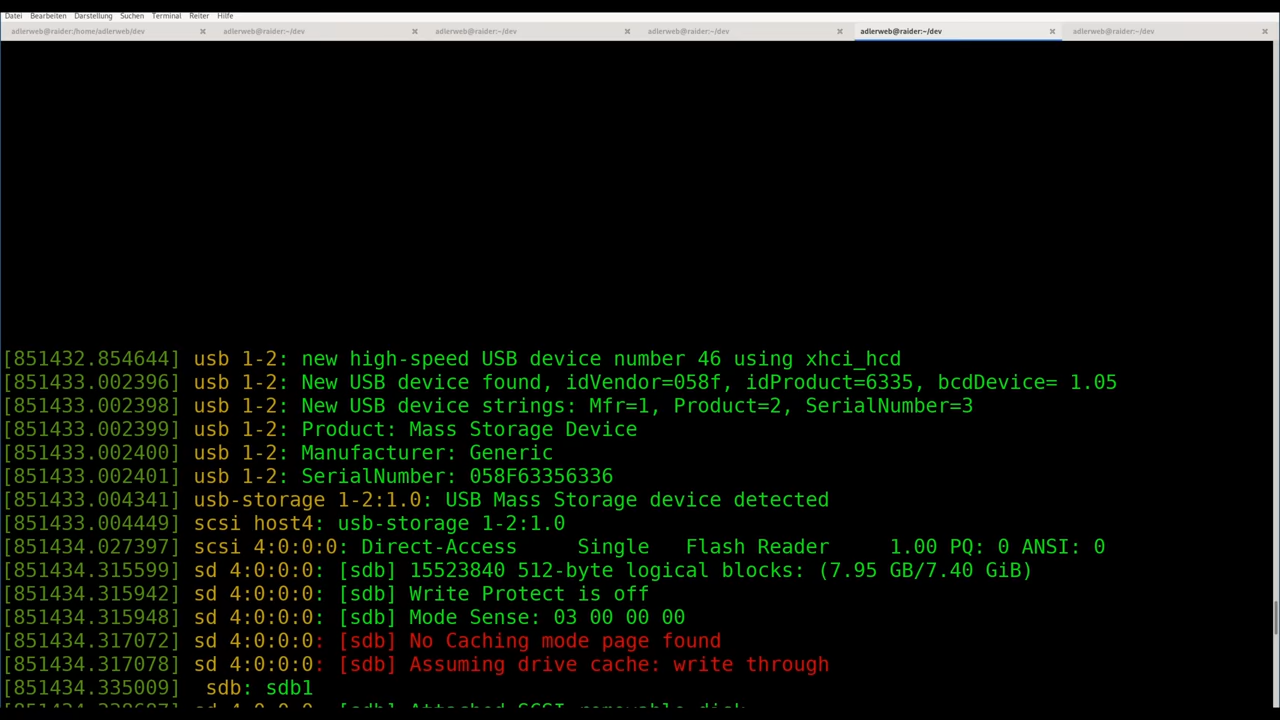 Datei Bearbeiten Darstellung Suchen Terminal Reiter Hilfe
adlerweb@raider:/home/adlerweb/dev adlerweb@raider:~/dev adlerweb@raider:~/dev adlerweb@raider:~/dev adlerweb@raider:~/dev adlerweb@raider:~/dev
[851432.854644] usb 1-2: new high-speed USB device number 46 using xhci_hcd
[851433.002396] usb 1-2: New USB device found, idVendor=058f, idProduct=6335, bcdDevice= 1.05
[851433.002398] usb 1-2: New USB device strings: Mfr=1, Product=2, SerialNumber=3
[851433.002399] usb 1-2: Product: Mass Storage Device
[851433.002400] usb 1-2: Manufacturer: Generic
[851433.002401] usb 1-2: SerialNumber: 058F63356336
[851433.004341] usb-storage 1-2:1.0: USB Mass Storage device detected
[851433.004449] scsi host4: usb-storage 1-2:1.0
[851434.027397] scsi 4:0:0:0: Direct-Access     Single   Flash Reader     1.00 PQ: 0 ANSI: 0
[851434.315599] sd 4:0:0:0: [sdb] 15523840 512-byte logical blocks: (7.95 GB/7.40 GiB)
[851434.315942] sd 4:0:0:0: [sdb] Write Protect is off
[851434.315948] sd 4:0:0:0: [sdb] Mode Sense: 03 00 00 00
[851434.317072] sd 4:0:0:0: [sdb] No Caching mode page found
[851434.317078] sd 4:0:0:0: [sdb] Assuming drive cache: write through
[851434.335009]  sdb: sdb1
sd 4:0:0:0: [sdb] Attached SCSI removable disk